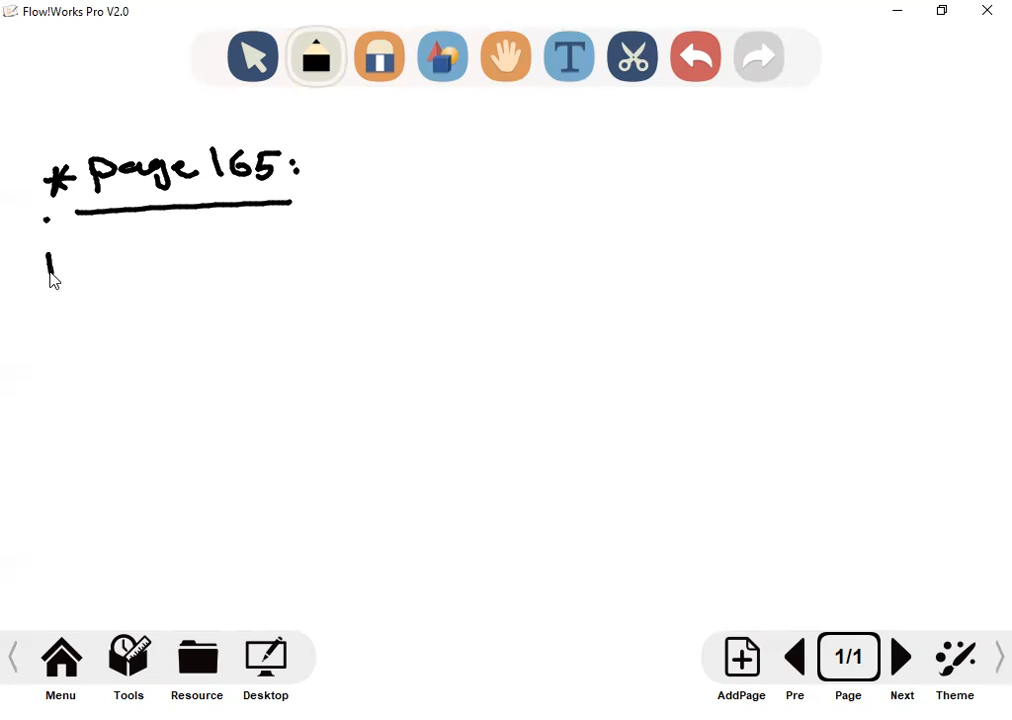 Flow!Works Pro V2.0
T
* page 165:
Menu Tools Resource Desktop
1/1
AddPage Pre Page Next Theme